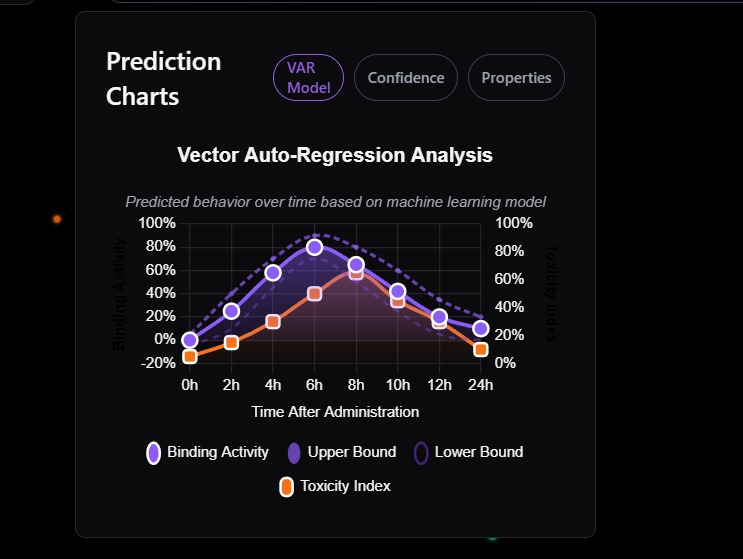 Prediction
Charts
VAR
Model
Confidence
Properties
Vector Auto-Regression Analysis
Predicted behavior over time based on machine learning model
Binding Activity
100%
80%
60%
40%
20%
0%
-20%
100%
80%
60%
40%
20%
0%
Toxicity Index
0h 2h 4h 6h 8h 10h 12h 24h
Time After Administration
Binding Activity Upper Bound Lower Bound
Toxicity Index